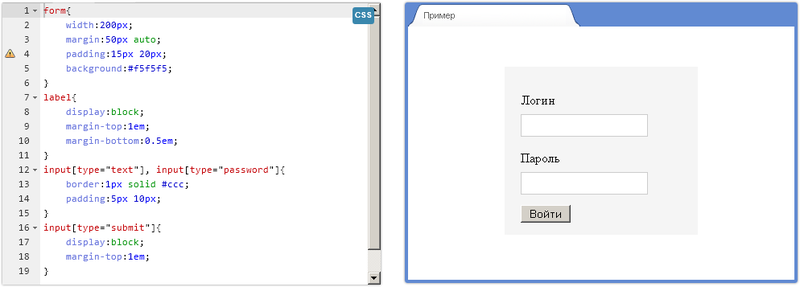 1 form{
CSS
2 width:200px;
3 margin:50px auto;
4 padding:15px 20px;
5 background:#f5f5f5;
6 }
7 label{
8 display:block;
9 margin-top:1em;
10 margin-bottom:0.5em;
11 }
12 input[type="text"], input[type="password"]{
13 border:1px solid #ccc;
14 padding:5px 10px;
15 }
16 input[type="submit"]{
17 display:block;
18 margin-top:1em;
19 }
Пример
Логин
Пароль
Войти